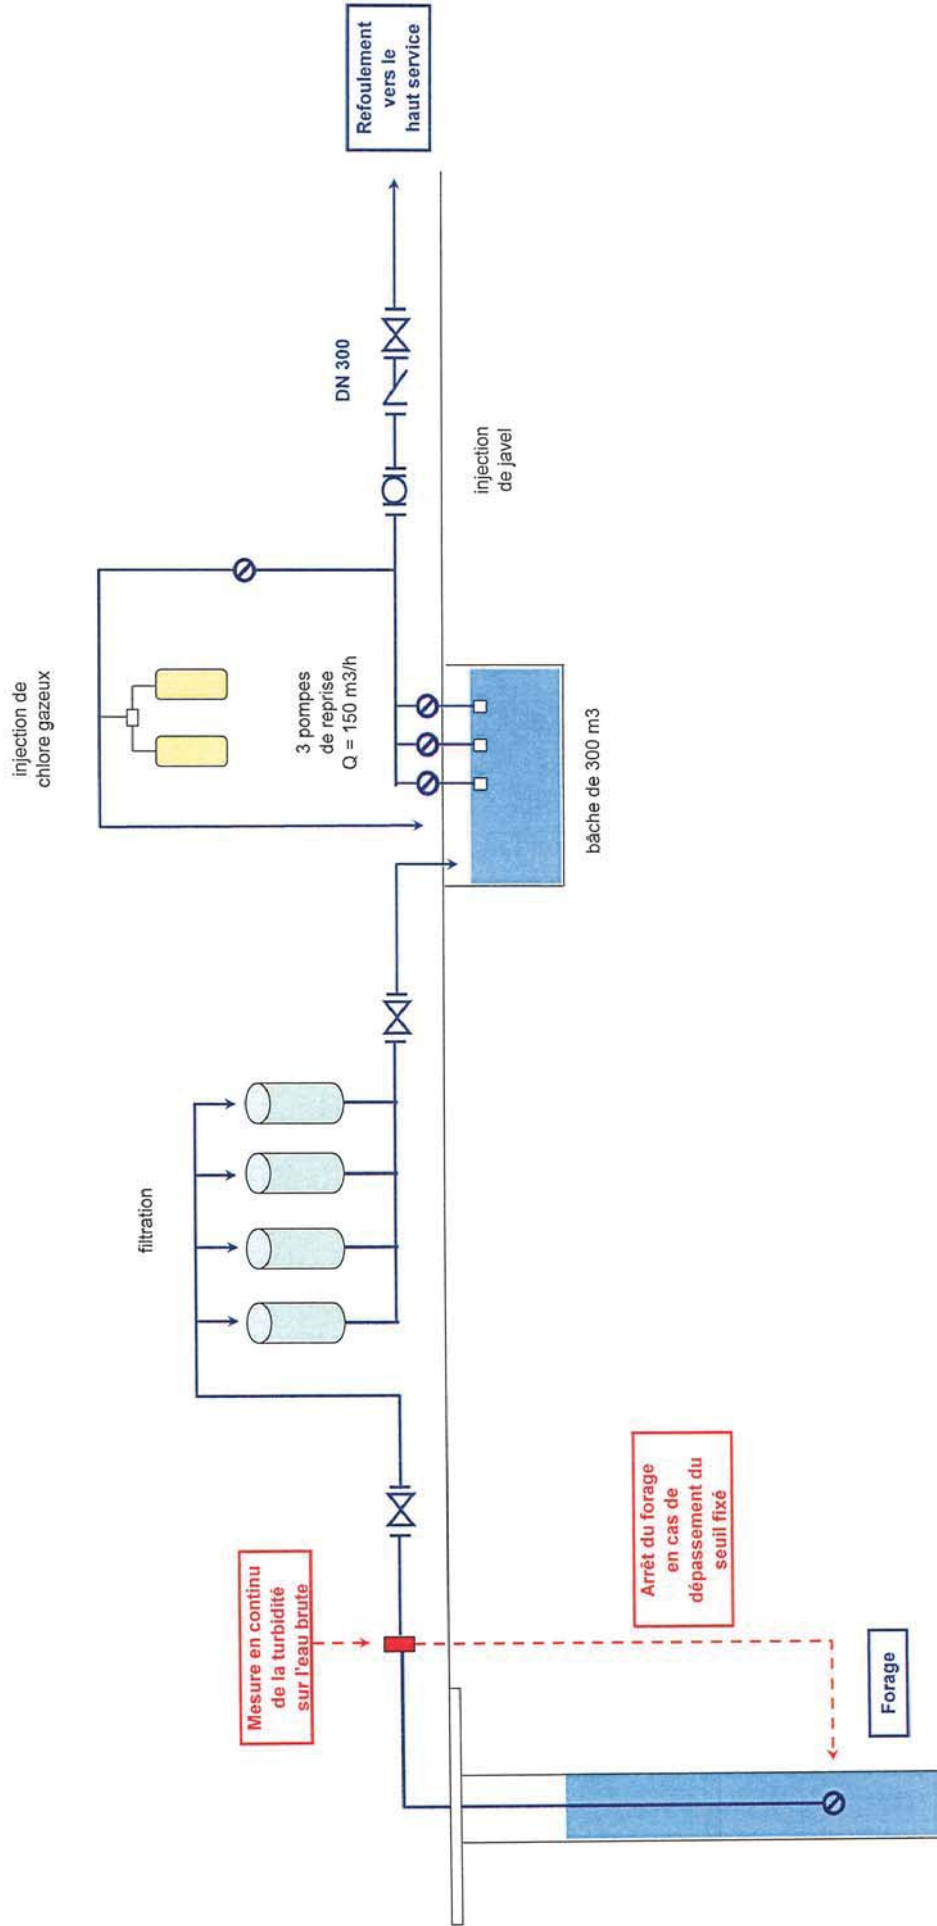 Mesure en continu
de la turbidité
sur l'eau brute
Arrêt du forage
en cas de
dépassement du
seuil fixé
Forage
filtration
injection de
chlore gazeux
3 pompes
de reprise
Q = 150 m3/h
bâche de 300 m3
injection
de javel
DN 300
Refoulement
vers le
haut service